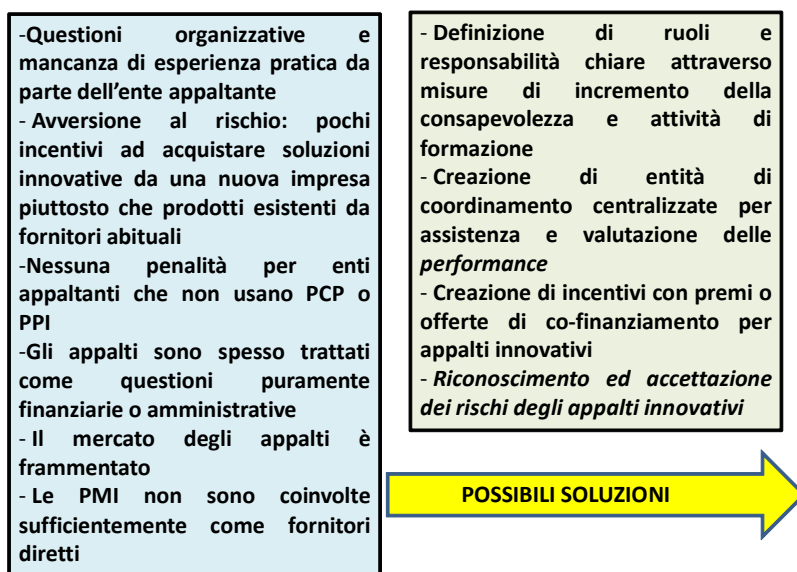 -Questioni organizzative e
mancanza di esperienza pratica da
parte dell’ente appaltante
- Avversione al rischio: pochi
incentivi ad acquistare soluzioni
innovative da una nuova impresa
piuttosto che prodotti esistenti da
fornitori abituali
-Nessuna penalità per enti
appaltanti che non usano PCP o
PPI
-Gli appalti sono spesso trattati
come questioni puramente
finanziarie o amministrative
- Il mercato degli appalti è
frammentato
- Le PMI non sono coinvolte
sufficientemente come fornitori
diretti
- Definizione di ruoli e
responsabilità chiare attraverso
misure di incremento della
consapevolezza e attività di
formazione
- Creazione di entità di
coordinamento centralizzate per
assistenza e valutazione delle
performance
- Creazione di incentivi con premi o
offerte di co-finanziamento per
appalti innovativi
- Riconoscimento ed accettazione
dei rischi degli appalti innovativi
POSSIBILI SOLUZIONI